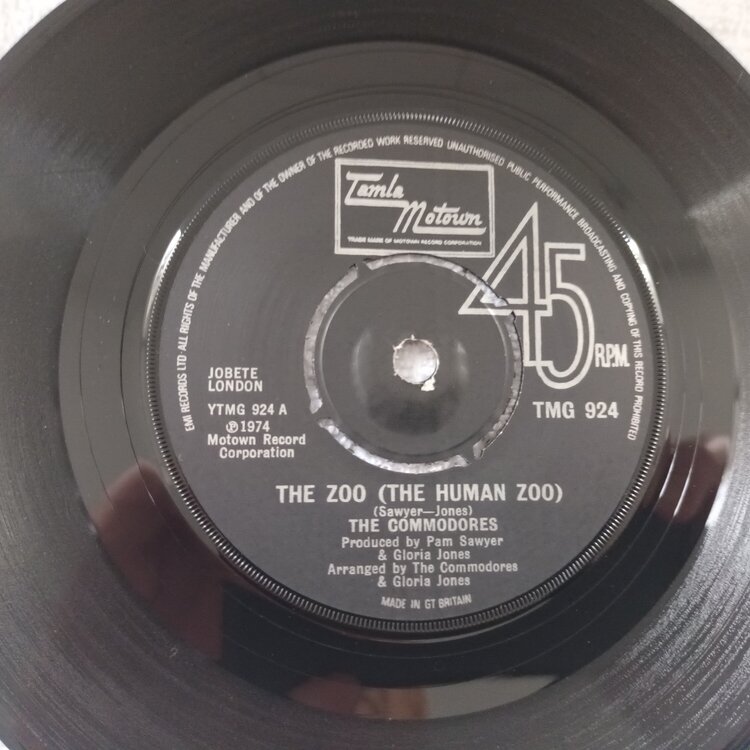 EMI RECORDS LTD·ALL RIGHTS OF THE MANUFACTURER AND OF THE OWNER OF THE RECORDED WORK RESERVED UNAUTHORISED PUBLIC PERFORMANCE BROADCASTING AND COPYING OF THIS RECORD PROHIBITED
Tamla
Motown
TRADE MARK OF MOTOWN RECORD CORPORATION
45
R.P.M.
JOBETE
LONDON
YTMG 924 A
℗1974
Motown Record
Corporation
TMG 924
THE ZOO (THE HUMAN ZOO)
(Sawyer—Jones)
THE COMMODORES
Produced by Pam Sawyer
& Gloria Jones
Arranged by The Commodores
& Gloria Jones
MADE IN GT BRITAIN